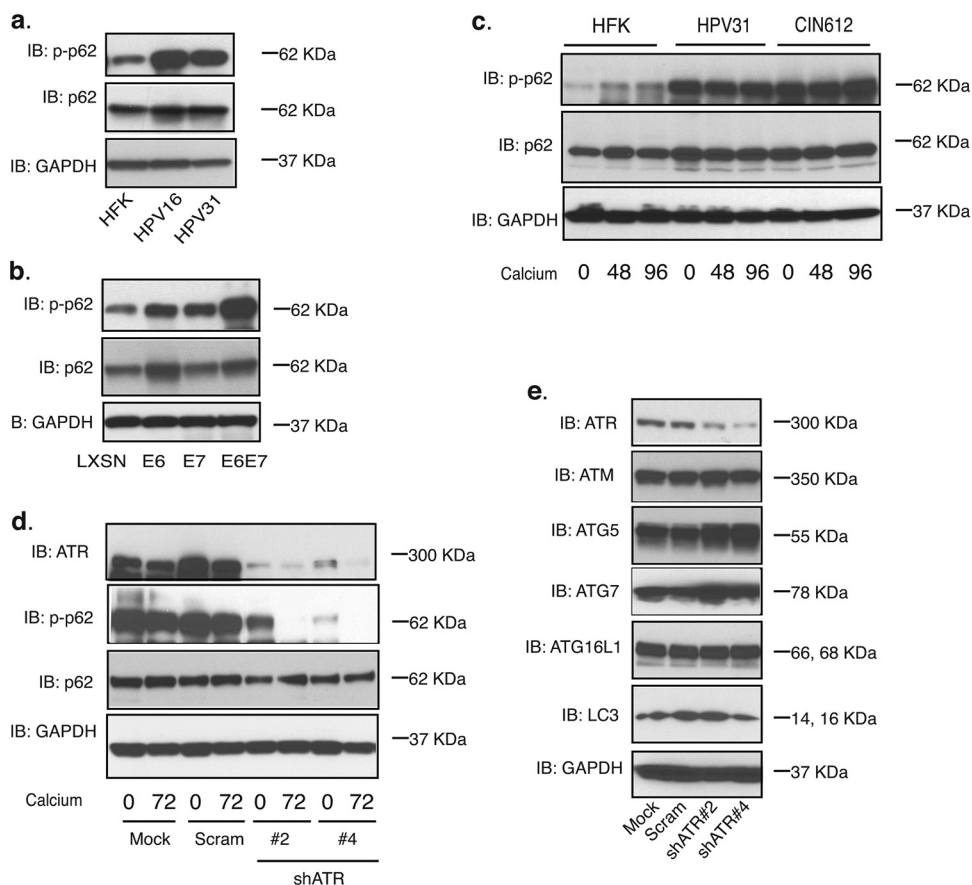 a.
IB: p-p62
62 KDa
IB: p62
62 KDa
IB: GAPDH
37 KDa
HFK HPV16 HPV31
b.
IB: p-p62
62 KDa
IB: p62
62 KDa
B: GAPDH
37 KDa
LXSN E6 E7 E6E7
c.
HFK HPV31 CIN612
IB: p-p62
62 KDa
IB: p62
62 KDa
IB: GAPDH
37 KDa
Calcium 0 48 96 0 48 96 0 48 96
d.
IB: ATR
300 KDa
IB: p-p62
62 KDa
IB: p62
62 KDa
IB: GAPDH
37 KDa
Calcium 0 72 0 72 0 72 0 72
Mock Scram #2 #4
shATR
e.
IB: ATR
300 KDa
IB: ATM
350 KDa
IB: ATG5
55 KDa
IB: ATG7
78 KDa
IB: ATG16L1
66, 68 KDa
IB: LC3
14, 16 KDa
IB: GAPDH
37 KDa
Mock Scram shATR#2 shATR#4